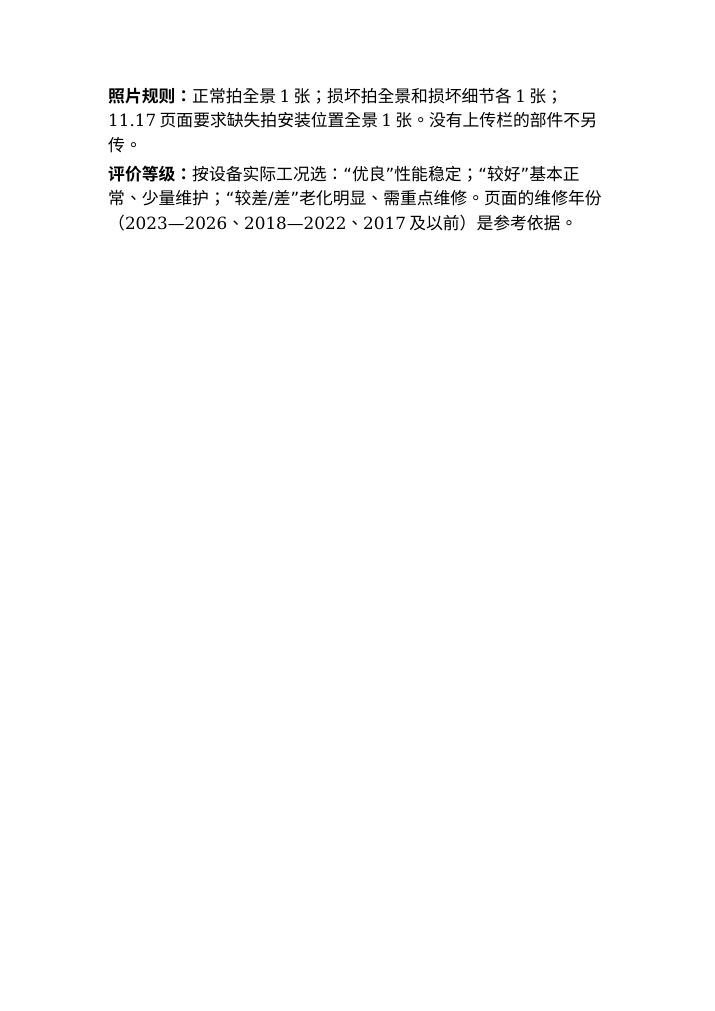 照片规则：正常拍全景 1 张；损坏拍全景和损坏细节各 1 张；
11.17 页面要求缺失拍安装位置全景 1 张。没有上传栏的部件不另
传。
评价等级：按设备实际工况选：“优良”性能稳定；“较好”基本正
常、少量维护；“较差/差”老化明显、需重点维修。页面的维修年份
（2023—2026、2018—2022、2017 及以前）是参考依据。